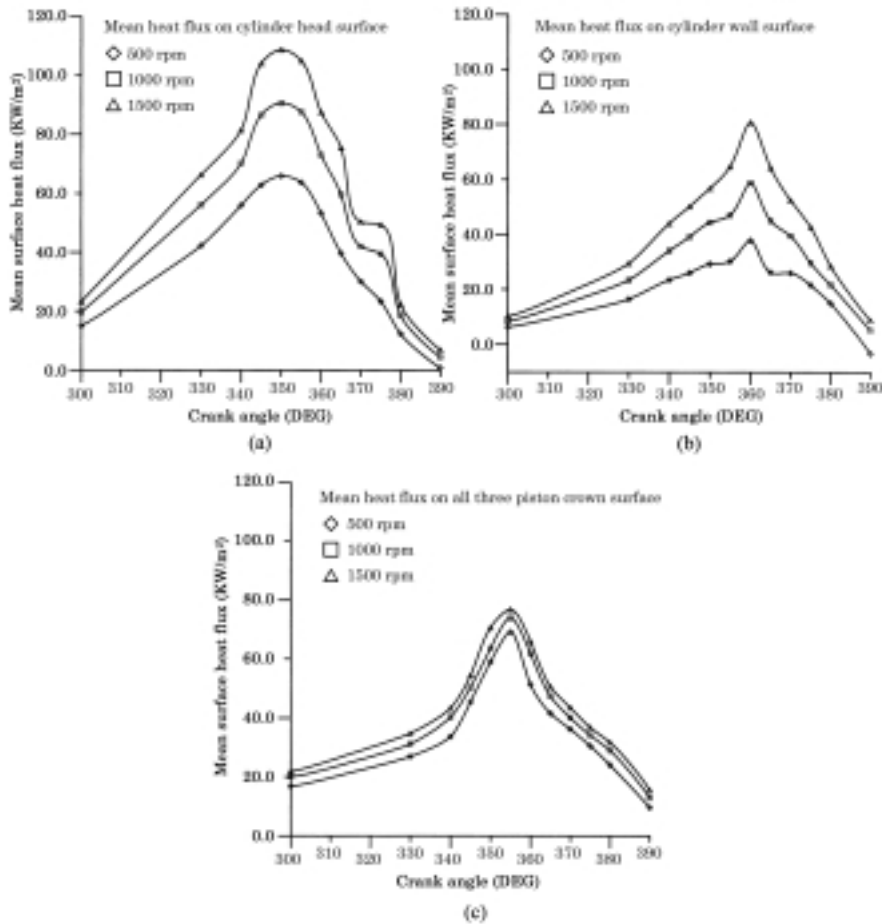 Mean heat flux on cylinder head surface
500 rpm
1000 rpm
1500 rpm
120.0
100.0
80.0
60.0
40.0
20.0
0.0
Mean surface heat flux (KW/m²)
300 310 320 330 340 350 360 370 380 390
Crank angle (DEG)
(a)
Mean heat flux on cylinder wall surface
500 rpm
1000 rpm
1500 rpm
120.0
100.0
80.0
60.0
40.0
20.0
0.0
Mean surface heat flux (KW/m²)
300 310 320 330 340 350 360 370 380 390
Crank angle (DEG)
(b)
Mean heat flux on all three piston crown surface
500 rpm
1000 rpm
1500 rpm
120.0
100.0
80.0
60.0
40.0
20.0
0.0
Mean surface heat flux (KW/m²)
300 310 320 330 340 350 360 370 380 390
Crank angle (DEG)
(c)